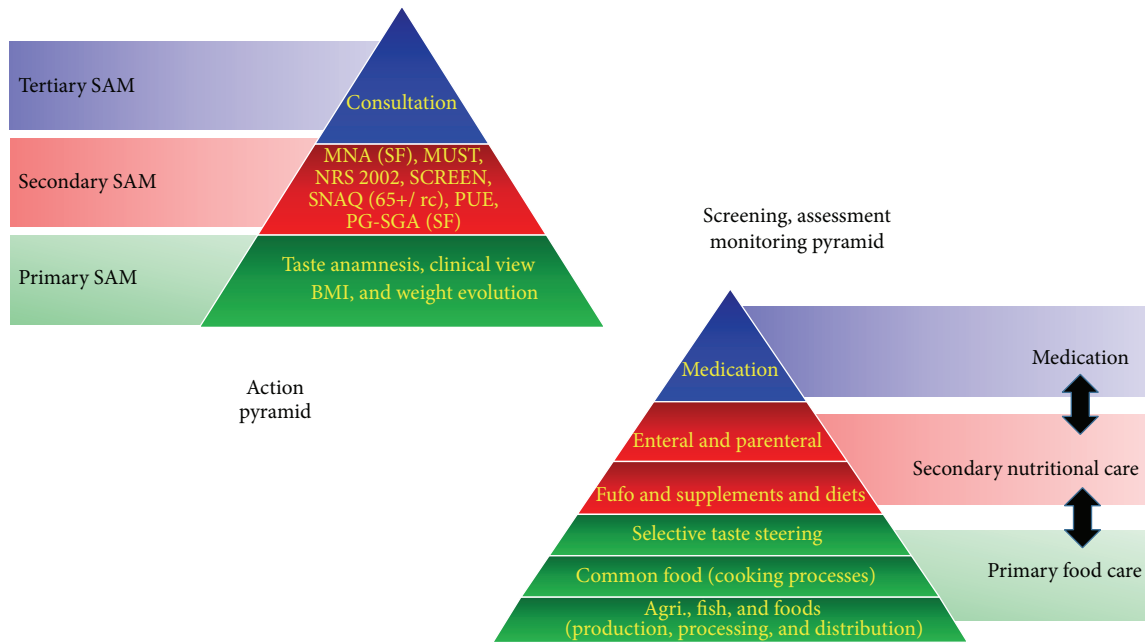 Tertiary SAM
Consultation
Secondary SAM
MNA (SF), MUST,
NRS 2002, SCREEN,
SNAQ (65+/ rc), PUE,
PG-SGA (SF)
Primary SAM
Taste anamnesis, clinical view
BMI, and weight evolution
Screening, assessment
monitoring pyramid
Action
pyramid
Medication
Medication
Enteral and parenteral
Secondary nutritional care
Fufo and supplements and diets
Selective taste steering
Common food (cooking processes)
Primary food care
Agri., fish, and foods
(production, processing, and distribution)